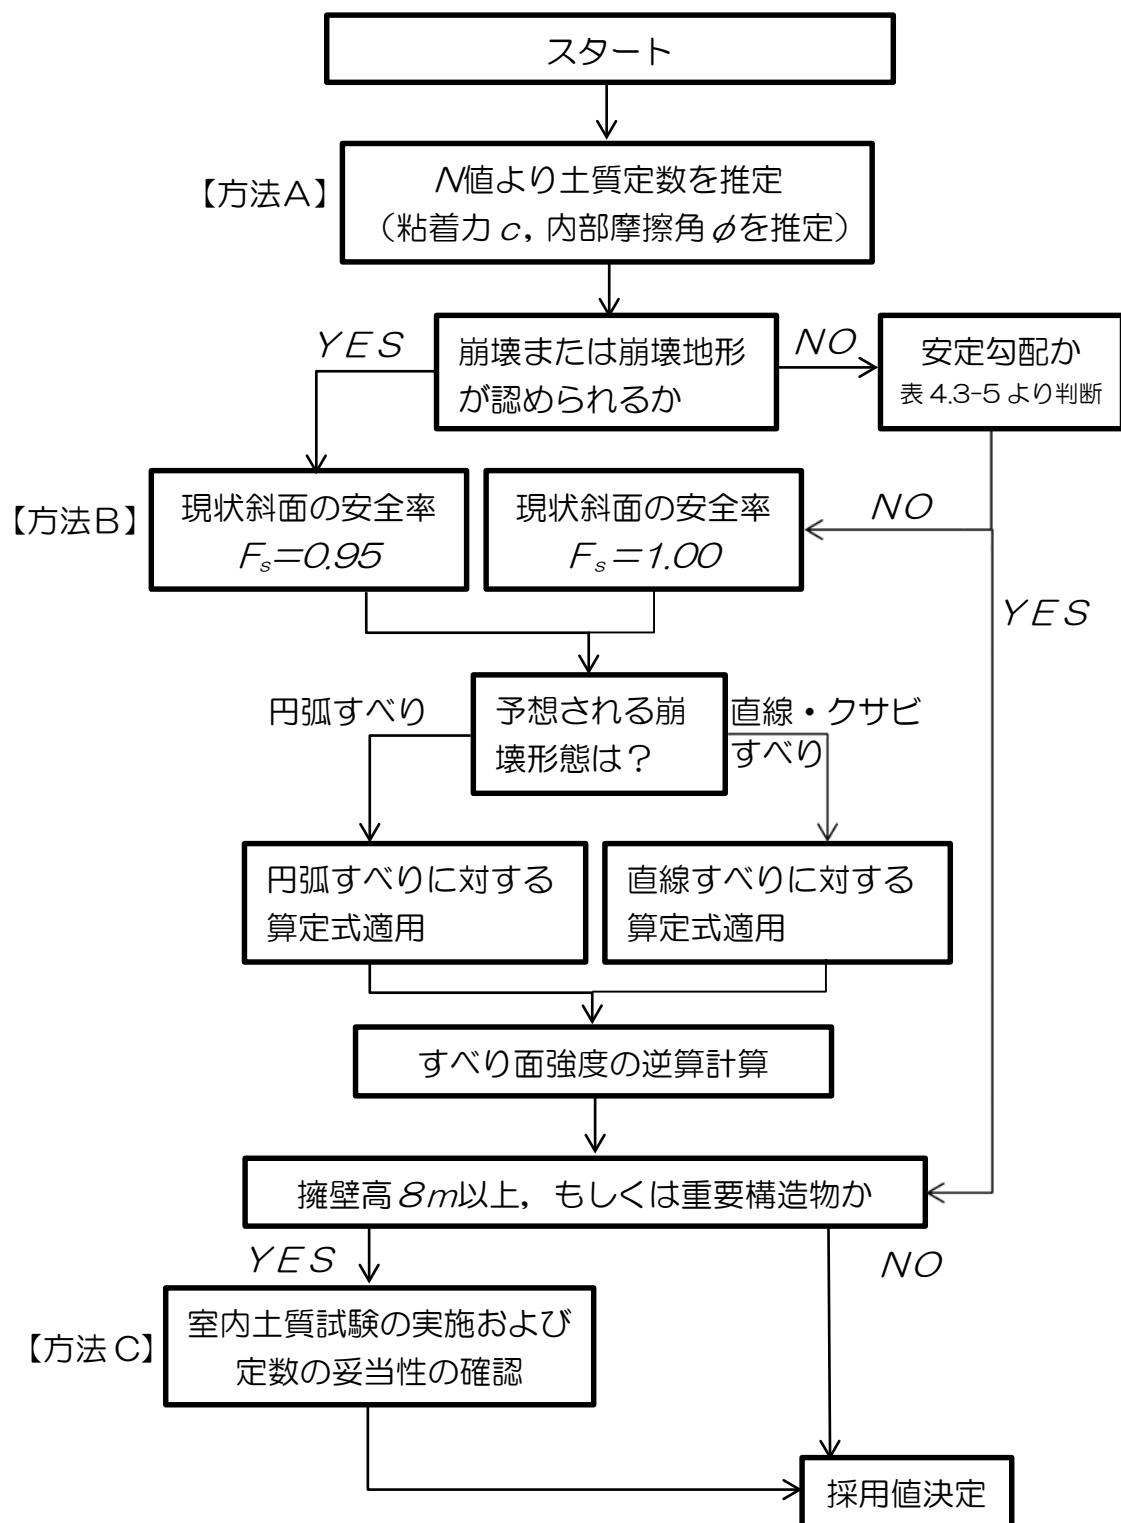 スタート
【方法A】
N値より土質定数を推定
（粘着力c，内部摩擦角φを推定）
YES
崩壊または崩壊地形
が認められるか
NO
安定勾配か
表4.3-5より判断
【方法B】
現状斜面の安全率
Fs=0.95
現状斜面の安全率
Fs=1.00
NO
YES
円弧すべり
予想される崩
壊形態は？
直線・クサビ
すべり
円弧すべりに対する
算定式適用
直線すべりに対する
算定式適用
すべり面強度の逆算計算
擁壁高8m以上，もしくは重要構造物か
YES
NO
【方法C】
室内土質試験の実施および
定数の妥当性の確認
採用値決定